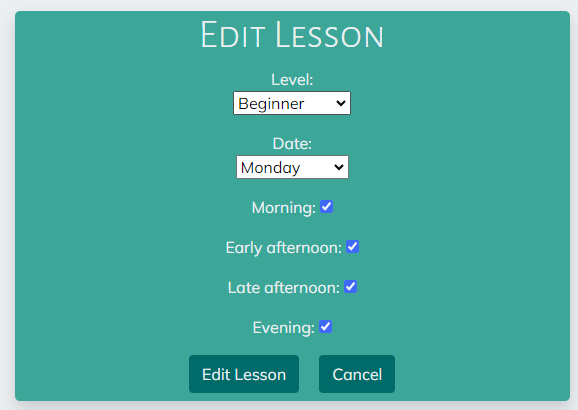 Edit Lesson
Level:
Beginner
Date:
Monday
Morning:
Early afternoon:
Late afternoon:
Evening:
Edit Lesson Cancel